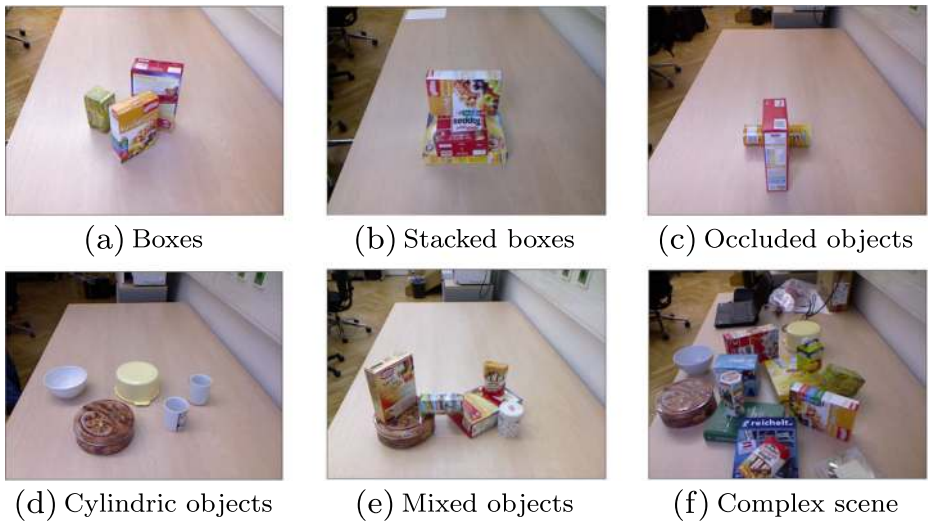 (a) Boxes
(b) Stacked boxes
(c) Occluded objects
(d) Cylindric objects
(e) Mixed objects
reichelt
(f) Complex scene